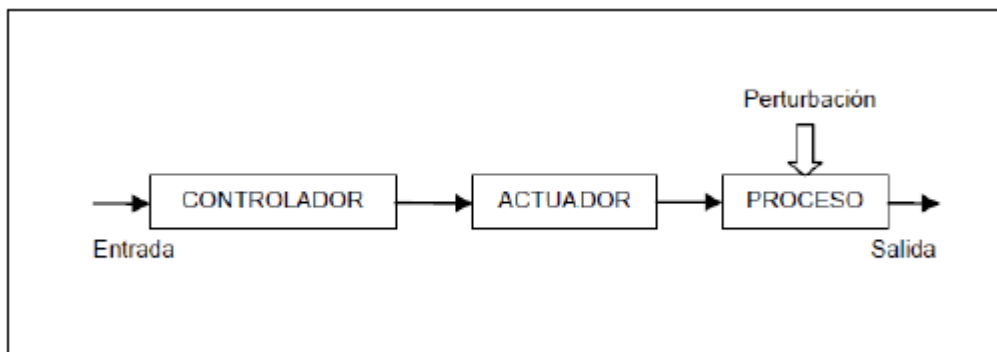 Perturbación
CONTROLADOR
ACTUADOR
PROCESO
Entrada
Salida